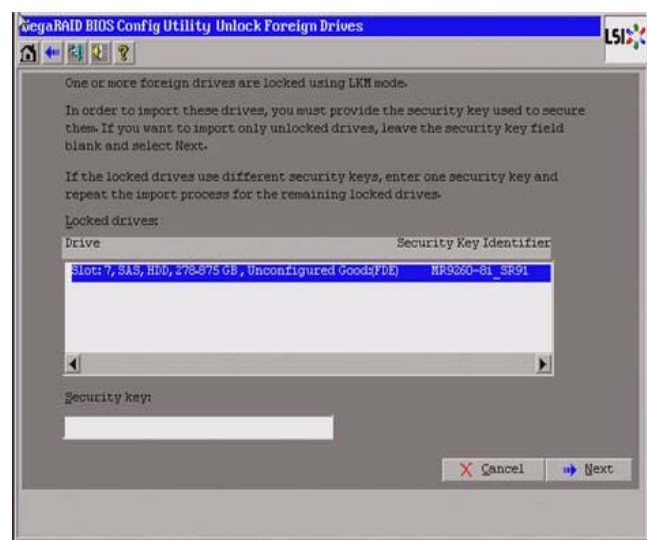 MegaRAID BIOS Config Utility Unlock Foreign Drives
LSI
One or more foreign drives are locked using LKM mode.
In order to import these drives, you must provide the security key used to secure
them. If you want to import only unlocked drives, leave the security key field
blank and select Next.
If the locked drives use different security keys, enter one security key and
repeat the import process for the remaining locked drives.
Locked drives:
Drive Security Key Identifier
Slot: 7, SAS, HDD, 278.875 GB , Unconfigured Good:(FDE) MR9260-8i_SR91
Security key:
Cancel Next